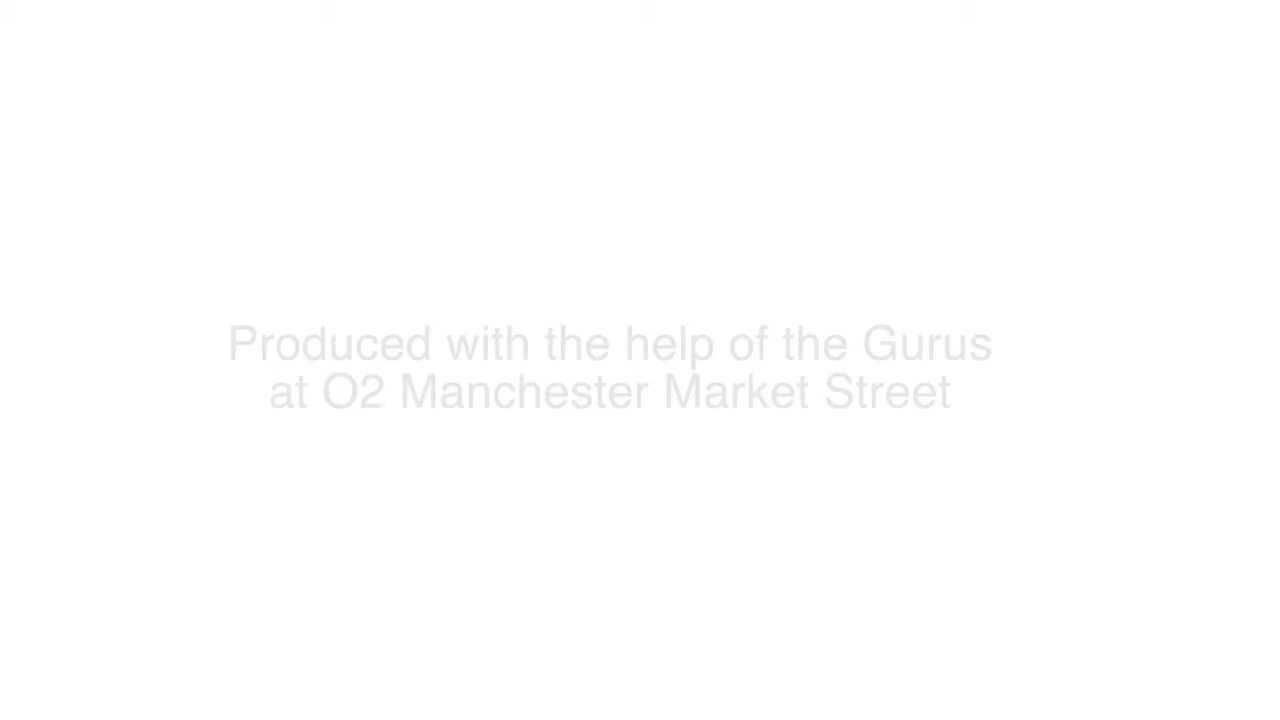 Produced with the help of the Gurus
at O2 Manchester Market Street